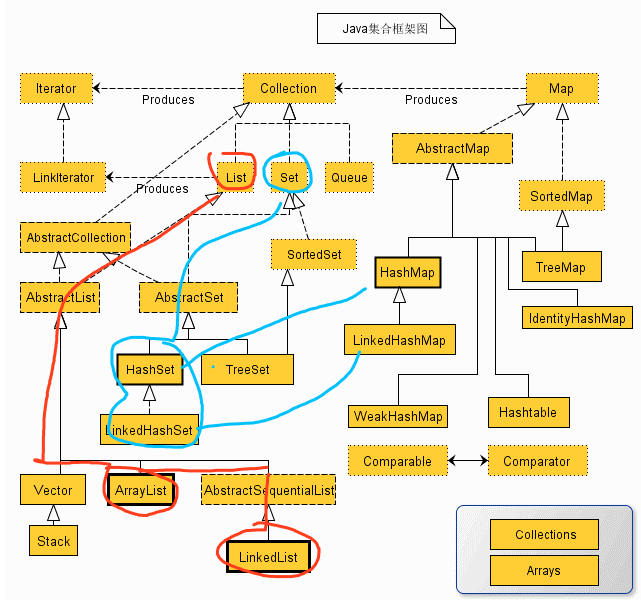 Java集合框架图
Iterator
Collection
Map
Produces
Produces
AbstractMap
LinkIterator
Produces
List
Set
Queue
SortedMap
AbstractCollection
SortedSet
HashMap
TreeMap
AbstractList
AbstractSet
IdentityHashMap
LinkedHashMap
HashSet
TreeSet
WeakHashMap
Hashtable
LinkedHashSet
Comparable
Comparator
Vector
ArrayList
AbstractSequentialList
Stack
LinkedList
Collections
Arrays